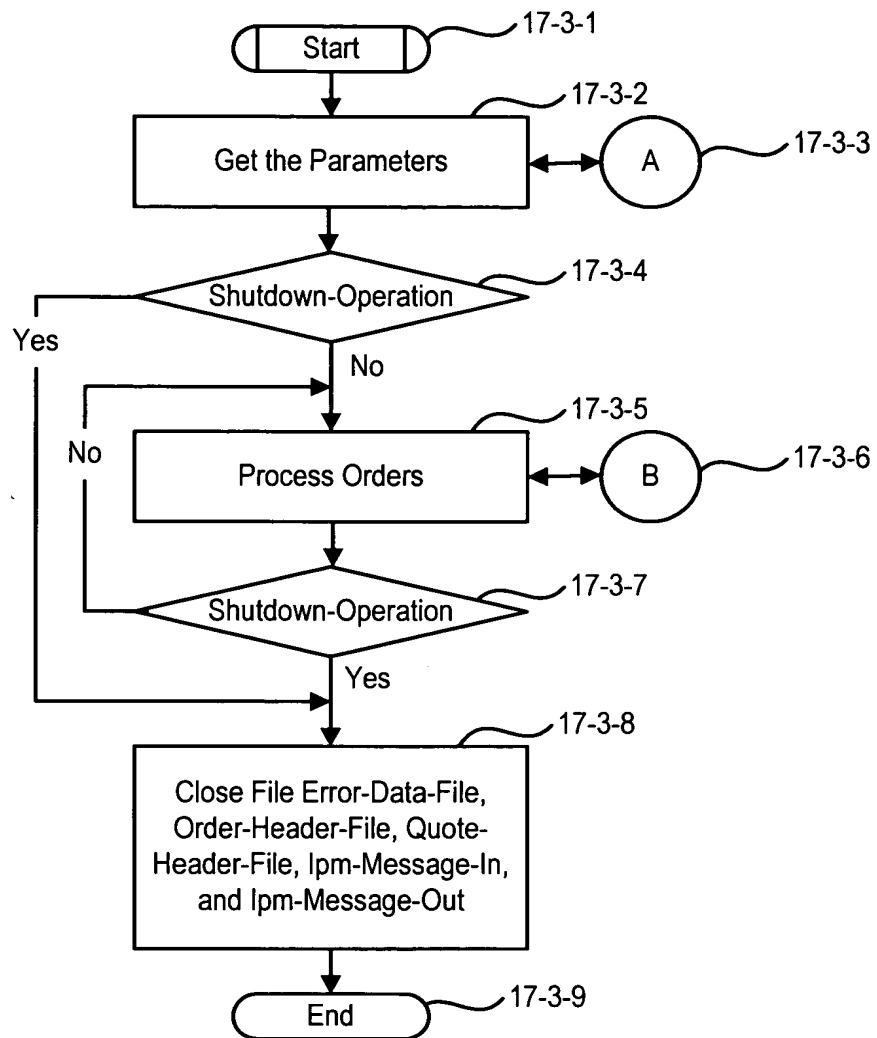 Start
17-3-1
17-3-2
Get the Parameters
A
17-3-3
17-3-4
Shutdown-Operation
Yes
No
17-3-5
No
Process Orders
B
17-3-6
Shutdown-Operation
17-3-7
Yes
17-3-8
Close File Error-Data-File,
Order-Header-File, Quote-
Header-File, Ipm-Message-In,
and Ipm-Message-Out
End
17-3-9